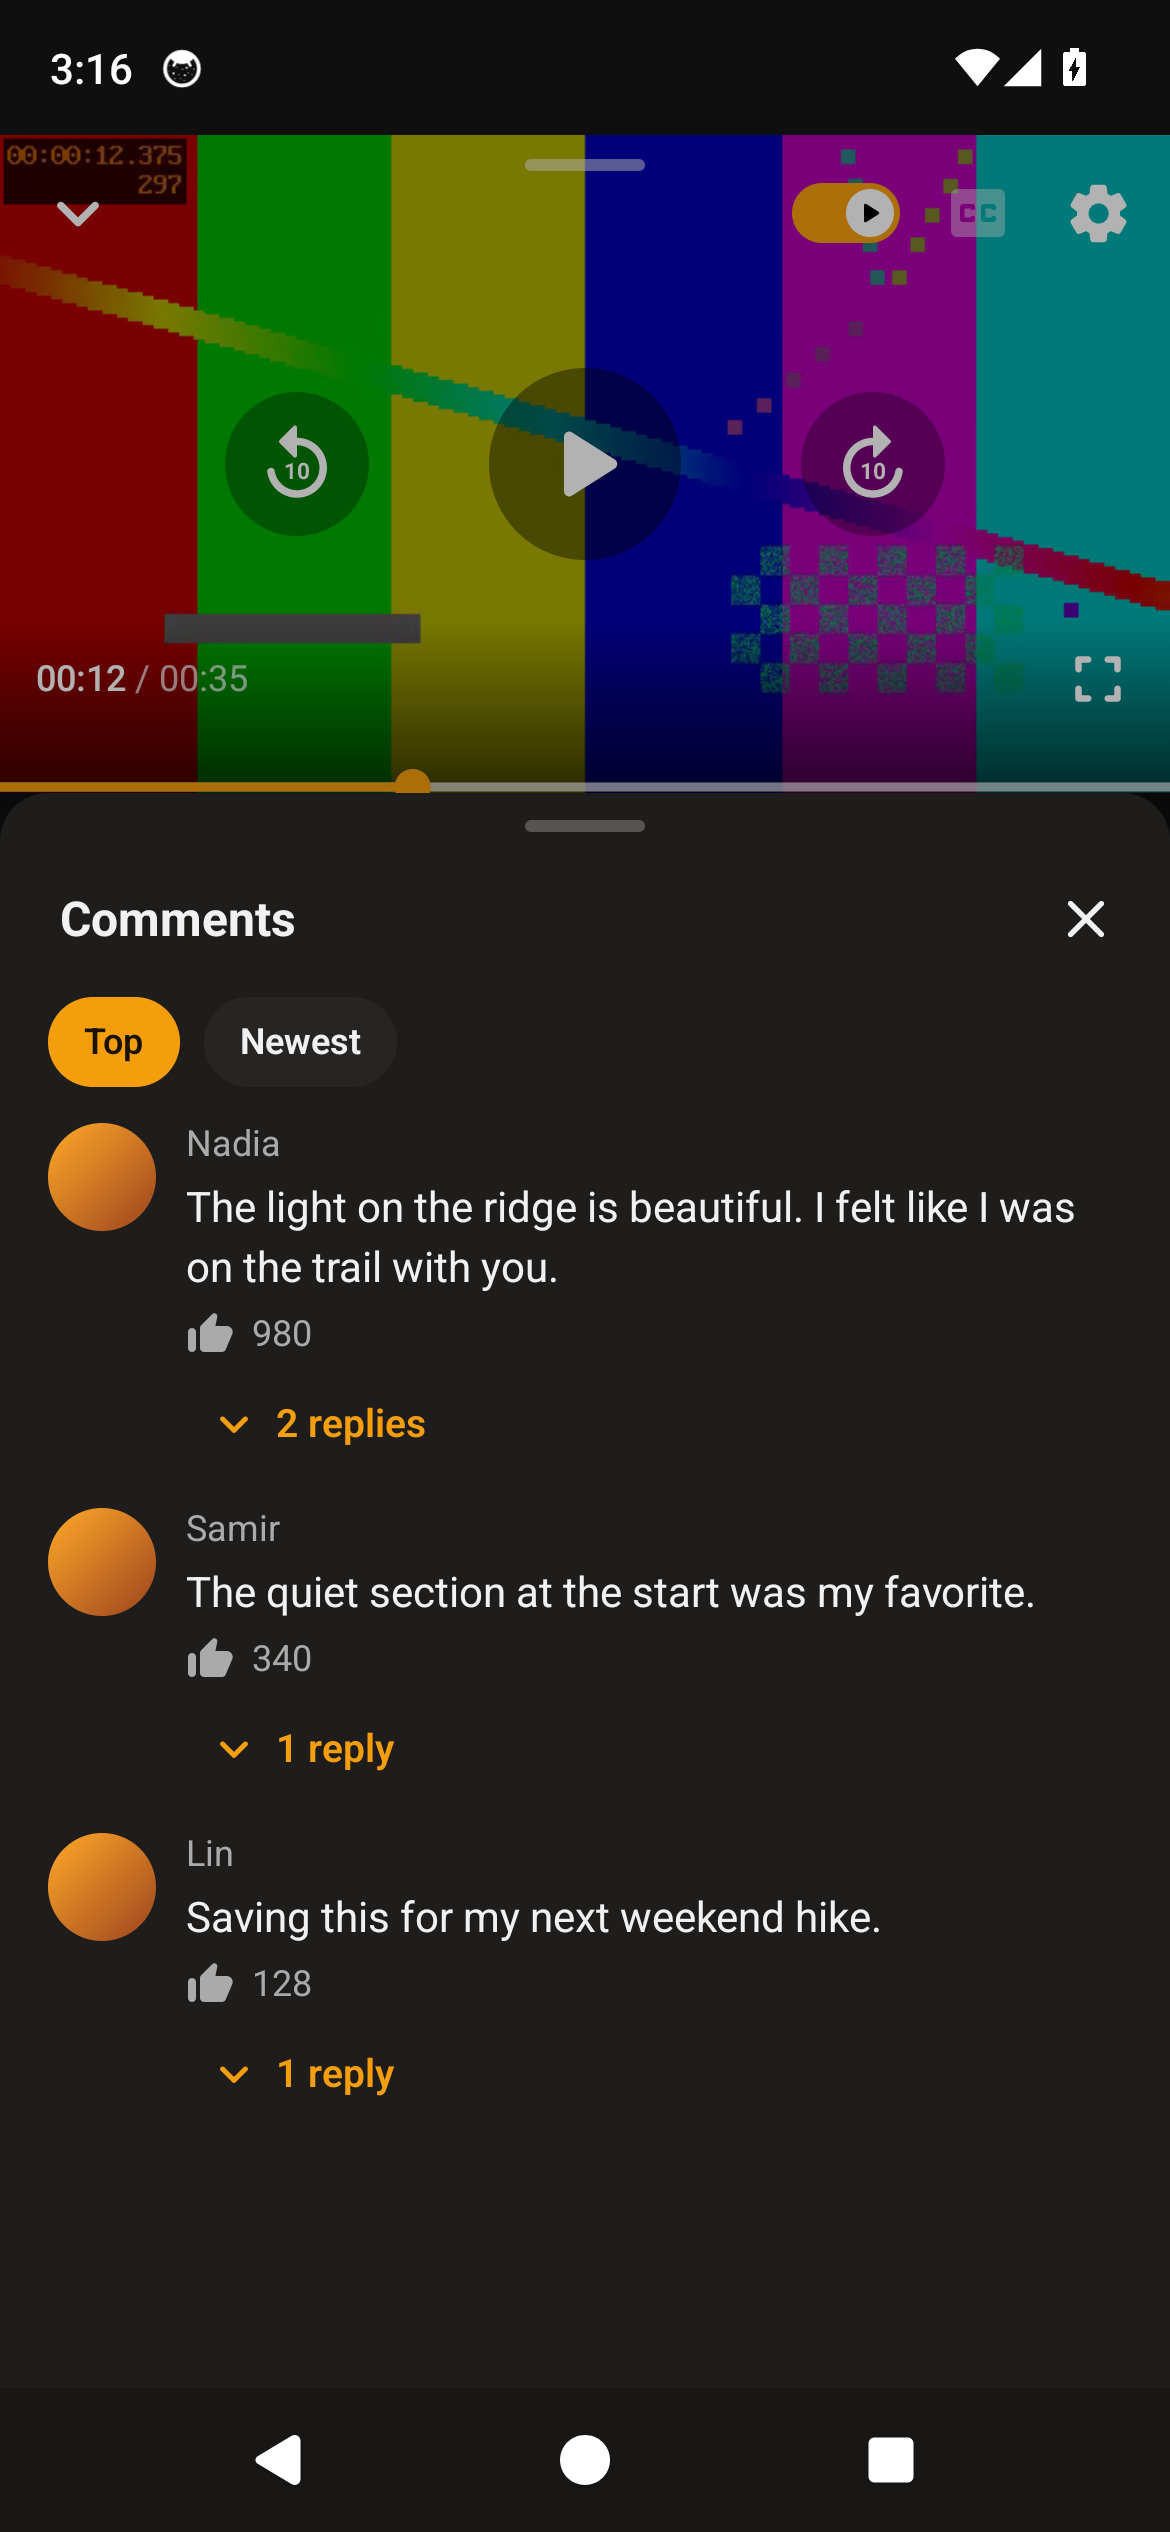 3:16
00:00:12.375
297
CC
10
10
00:12 / 00:35
Comments
Top
Newest
Nadia
The light on the ridge is beautiful. I felt like I was
on the trail with you.
980
2 replies
Samir
The quiet section at the start was my favorite.
340
1 reply
Lin
Saving this for my next weekend hike.
128
1 reply